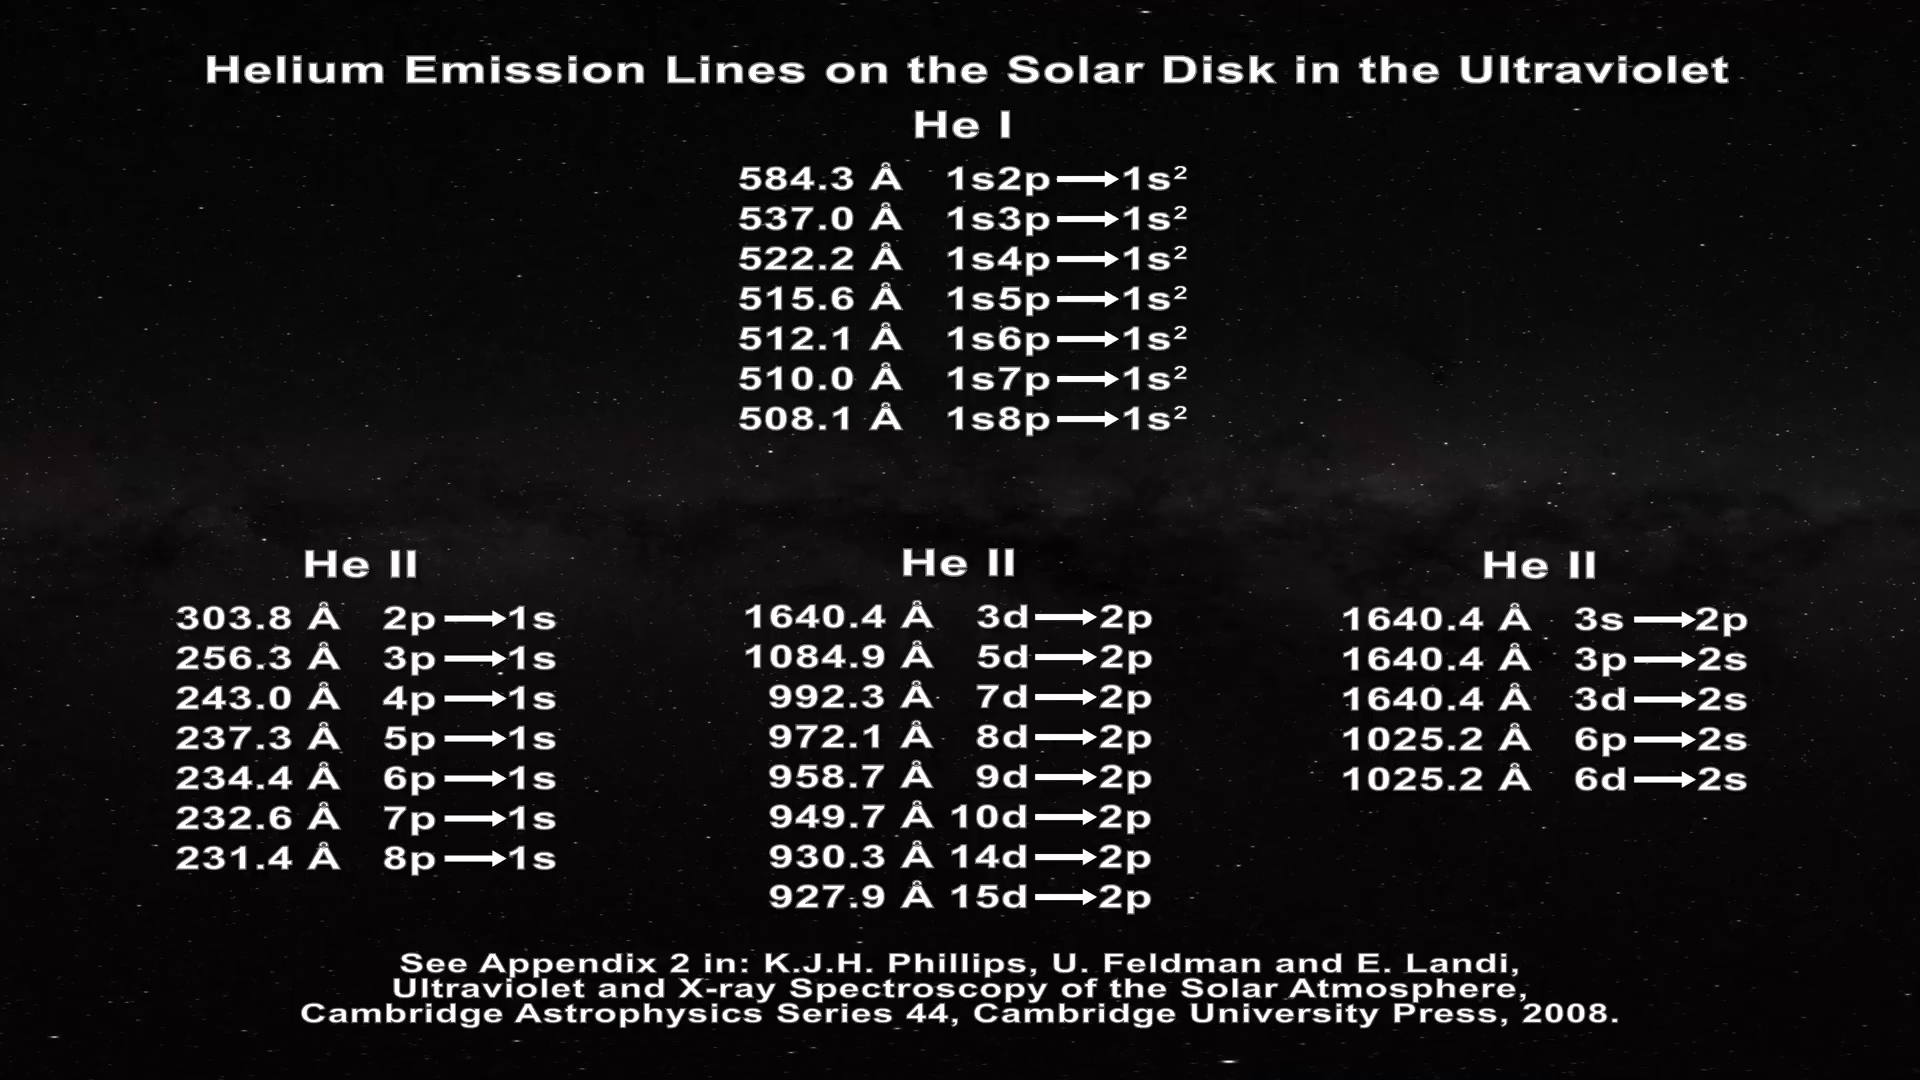 Helium Emission Lines on the Solar Disk in the Ultraviolet
He I
584.3 Å 1s2p⟶1s²
537.0 Å 1s3p⟶1s²
522.2 Å 1s4p⟶1s²
515.6 Å 1s5p⟶1s²
512.1 Å 1s6p⟶1s²
510.0 Å 1s7p⟶1s²
508.1 Å 1s8p⟶1s²
He II
303.8 Å 2p⟶1s
256.3 Å 3p⟶1s
243.0 Å 4p⟶1s
237.3 Å 5p⟶1s
234.4 Å 6p⟶1s
232.6 Å 7p⟶1s
231.4 Å 8p⟶1s
He II
1640.4 Å 3d⟶2p
1084.9 Å 5d⟶2p
992.3 Å 7d⟶2p
972.1 Å 8d⟶2p
958.7 Å 9d⟶2p
949.7 Å 10d⟶2p
930.3 Å 14d⟶2p
927.9 Å 15d⟶2p
He II
1640.4 Å 3s⟶2p
1640.4 Å 3p⟶2s
1640.4 Å 3d⟶2s
1025.2 Å 6p⟶2s
1025.2 Å 6d⟶2s
See Appendix 2 in: K.J.H. Phillips, U. Feldman and E. Landi,
Ultraviolet and X-ray Spectroscopy of the Solar Atmosphere,
Cambridge Astrophysics Series 44, Cambridge University Press, 2008.